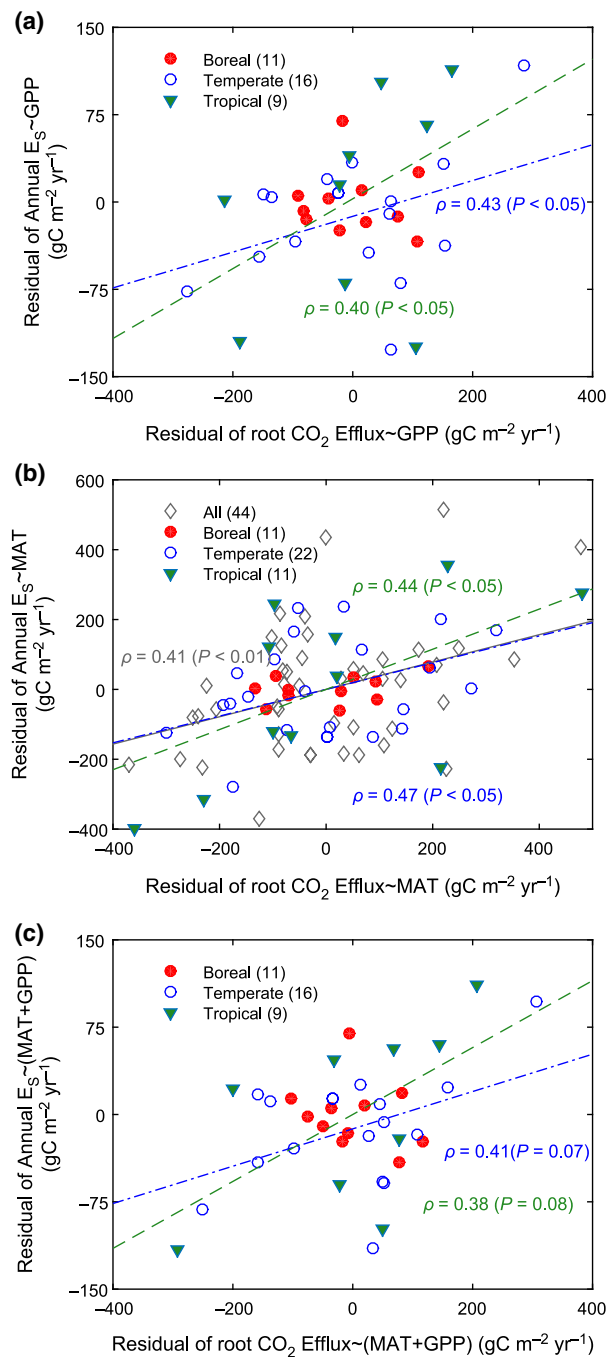 (a)
150
75
0
−75
−150
Residual of Annual E_S~GPP
(gC m⁻² yr⁻¹)
Boreal (11)
Temperate (16)
Tropical (9)
ρ = 0.43 (P < 0.05)
ρ = 0.40 (P < 0.05)
−400 −200 0 200 400
Residual of root CO₂ Efflux~GPP (gC m⁻² yr⁻¹)
(b)
600
400
200
0
−200
−400
Residual of Annual E_S~MAT
(gC m⁻² yr⁻¹)
All (44)
Boreal (11)
Temperate (22)
Tropical (11)
ρ = 0.44 (P < 0.05)
ρ = 0.41 (P < 0.01)
ρ = 0.47 (P < 0.05)
−400 −200 0 200 400
Residual of root CO₂ Efflux~MAT (gC m⁻² yr⁻¹)
(c)
150
75
0
−75
−150
Residual of Annual E_S~(MAT+GPP)
(gC m⁻² yr⁻¹)
Boreal (11)
Temperate (16)
Tropical (9)
ρ = 0.41(P = 0.07)
ρ = 0.38 (P = 0.08)
−400 −200 0 200 400
Residual of root CO₂ Efflux~(MAT+GPP) (gC m⁻² yr⁻¹)